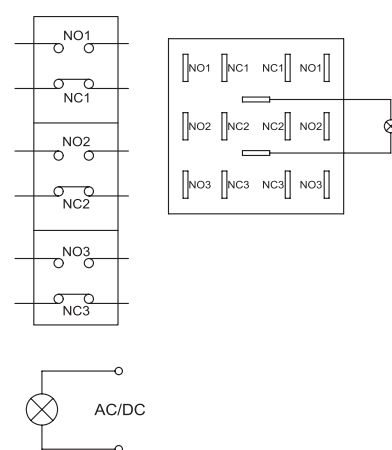 NO1
NC1
NO2
NC2
NO3
NC3
NO1 NC1 NC1 NO1
NO2 NC2 NC2 NO2
NO3 NC3 NC3 NO3
AC/DC